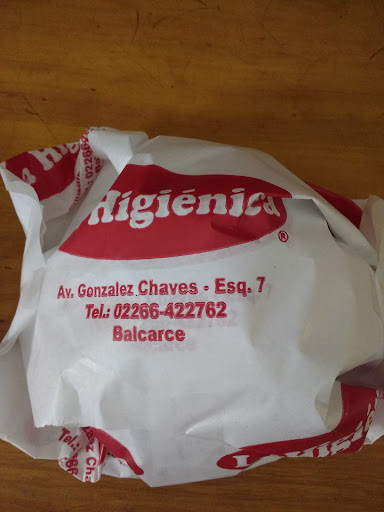 Higiénica
®
Av. Gonzalez Chaves - Esq. 7
Tel.: 02266-422762
Balcarce